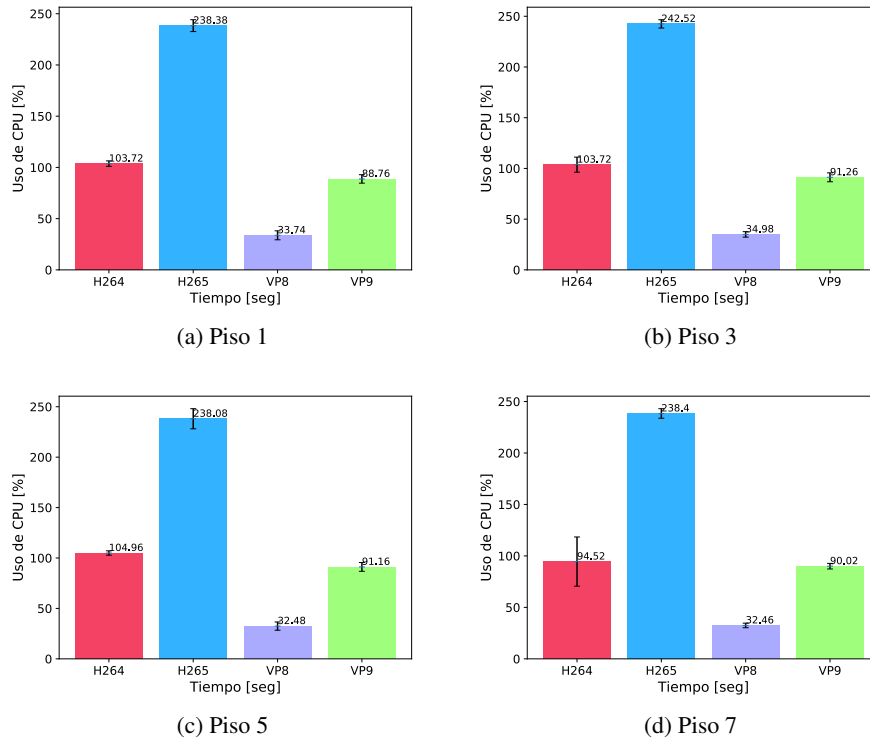 Uso de CPU [%]
250
200
150
100
50
0
103.72
238.38
33.74
88.76
H264 H265 VP8 VP9
Tiempo [seg]
(a) Piso 1
Uso de CPU [%]
250
200
150
100
50
0
103.72
242.52
34.98
91.26
H264 H265 VP8 VP9
Tiempo [seg]
(b) Piso 3
Uso de CPU [%]
250
200
150
100
50
0
104.96
238.08
32.48
91.16
H264 H265 VP8 VP9
Tiempo [seg]
(c) Piso 5
Uso de CPU [%]
250
200
150
100
50
0
94.52
238.4
32.46
90.02
H264 H265 VP8 VP9
Tiempo [seg]
(d) Piso 7